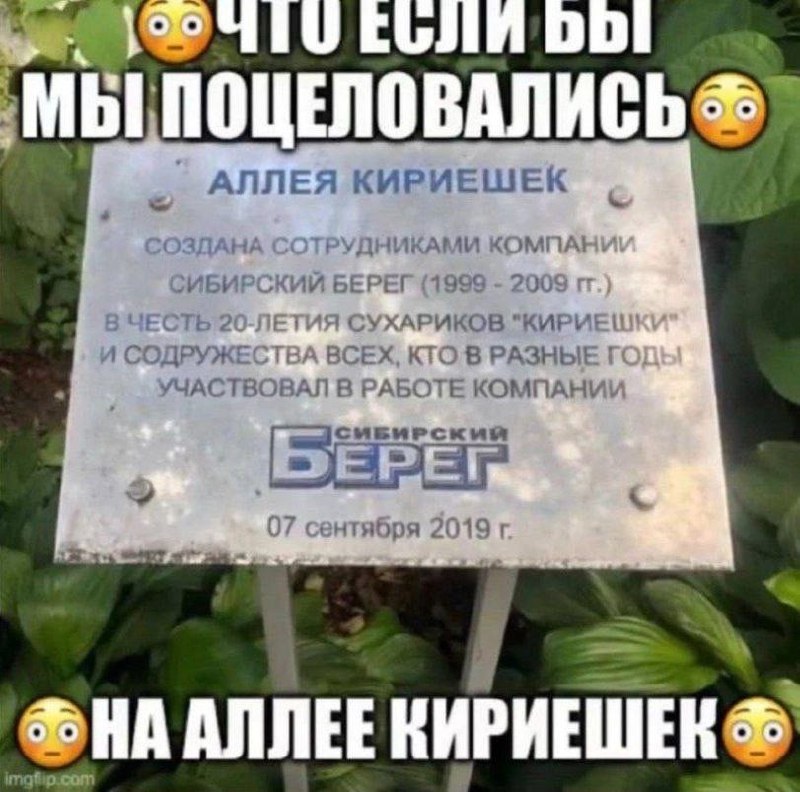 😳ЧТО ЕСЛИ БЫ
МЫ ПОЦЕЛОВАЛИСЬ😳
АЛЛЕЯ КИРИЕШЕК
СОЗДАНА СОТРУДНИКАМИ КОМПАНИИ
СИБИРСКИЙ БЕРЕГ (1999 - 2009 гг.)
В ЧЕСТЬ 20-ЛЕТИЯ СУХАРИКОВ "КИРИЕШКИ"
И СОДРУЖЕСТВА ВСЕХ, КТО В РАЗНЫЕ ГОДЫ
УЧАСТВОВАЛ В РАБОТЕ КОМПАНИИ
СИБИРСКИЙ
БЕРЕГ
07 сентября 2019 г.
😳НА АЛЛЕЕ КИРИЕШЕК😳
imgflip.com